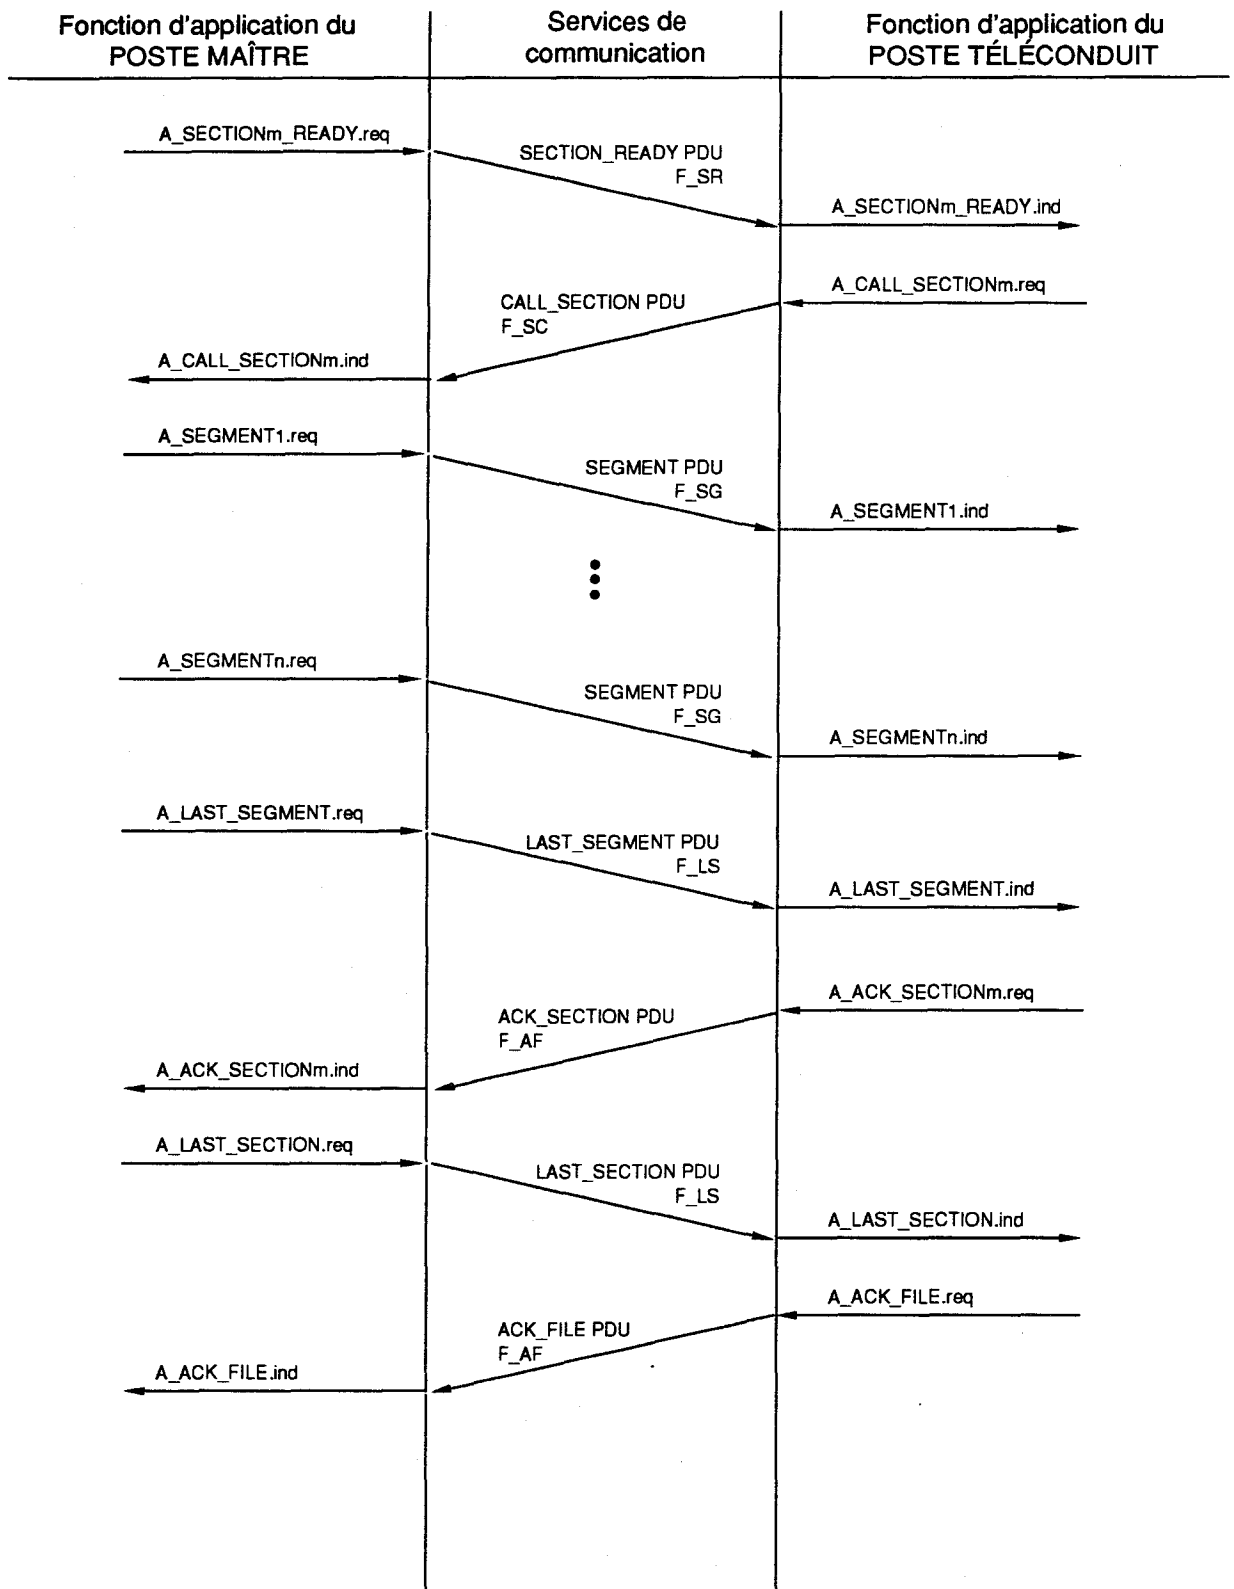 Fonction d'application du
POSTE MAÎTRE
Services de
communication
Fonction d'application du
POSTE TÉLÉCONDUIT
A_SECTIONm_READY.req
SECTION_READY PDU
F_SR
A_SECTIONm_READY.ind
A_CALL_SECTIONm.req
CALL_SECTION PDU
F_SC
A_CALL_SECTIONm.ind
A_SEGMENT1.req
SEGMENT PDU
F_SG
A_SEGMENT1.ind
A_SEGMENTn.req
SEGMENT PDU
F_SG
A_SEGMENTn.ind
A_LAST_SEGMENT.req
LAST_SEGMENT PDU
F_LS
A_LAST_SEGMENT.ind
A_ACK_SECTIONm.req
ACK_SECTION PDU
F_AF
A_ACK_SECTIONm.ind
A_LAST_SECTION.req
LAST_SECTION PDU
F_LS
A_LAST_SECTION.ind
A_ACK_FILE.req
ACK_FILE PDU
F_AF
A_ACK_FILE.ind